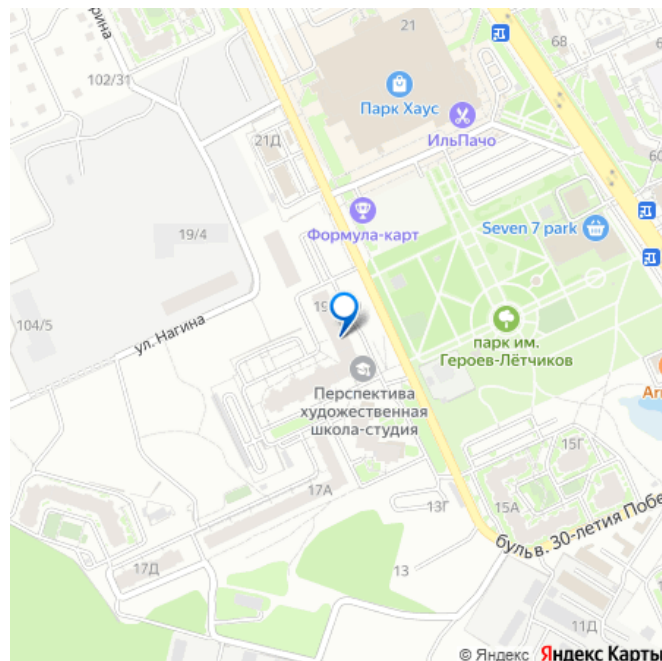 рина
21
68
102/31
Парк Хаус
ИльПачо
21Д
60
Формула-карт
Seven 7 park
19/4
104/5
19
ул. Нагина
парк им.
Героев-Лётчиков
Перспектива
художественная
школа-студия
Ari
15Г
17А
13Г
15А
бульв. 30-летия Побе
17Д
13
11Д
© Яндекс Яндекс Карты